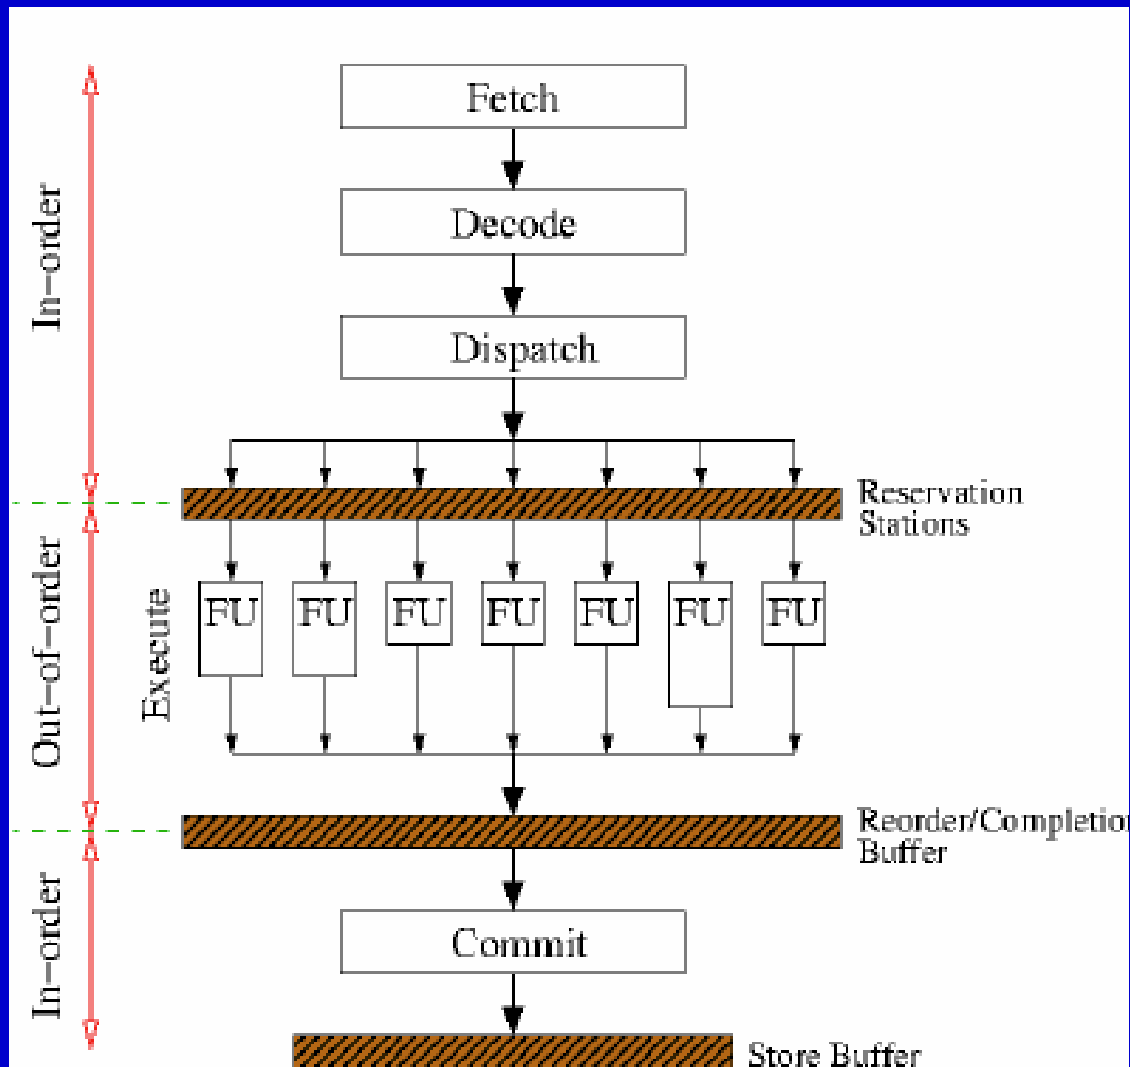 Fetch
Decode
Dispatch
In-order
Reservation
Stations
FU FU FU FU FU FU FU
Execute
Out-of-order
Reorder/Completio
Buffer
Commit
In-order
Store Buffer